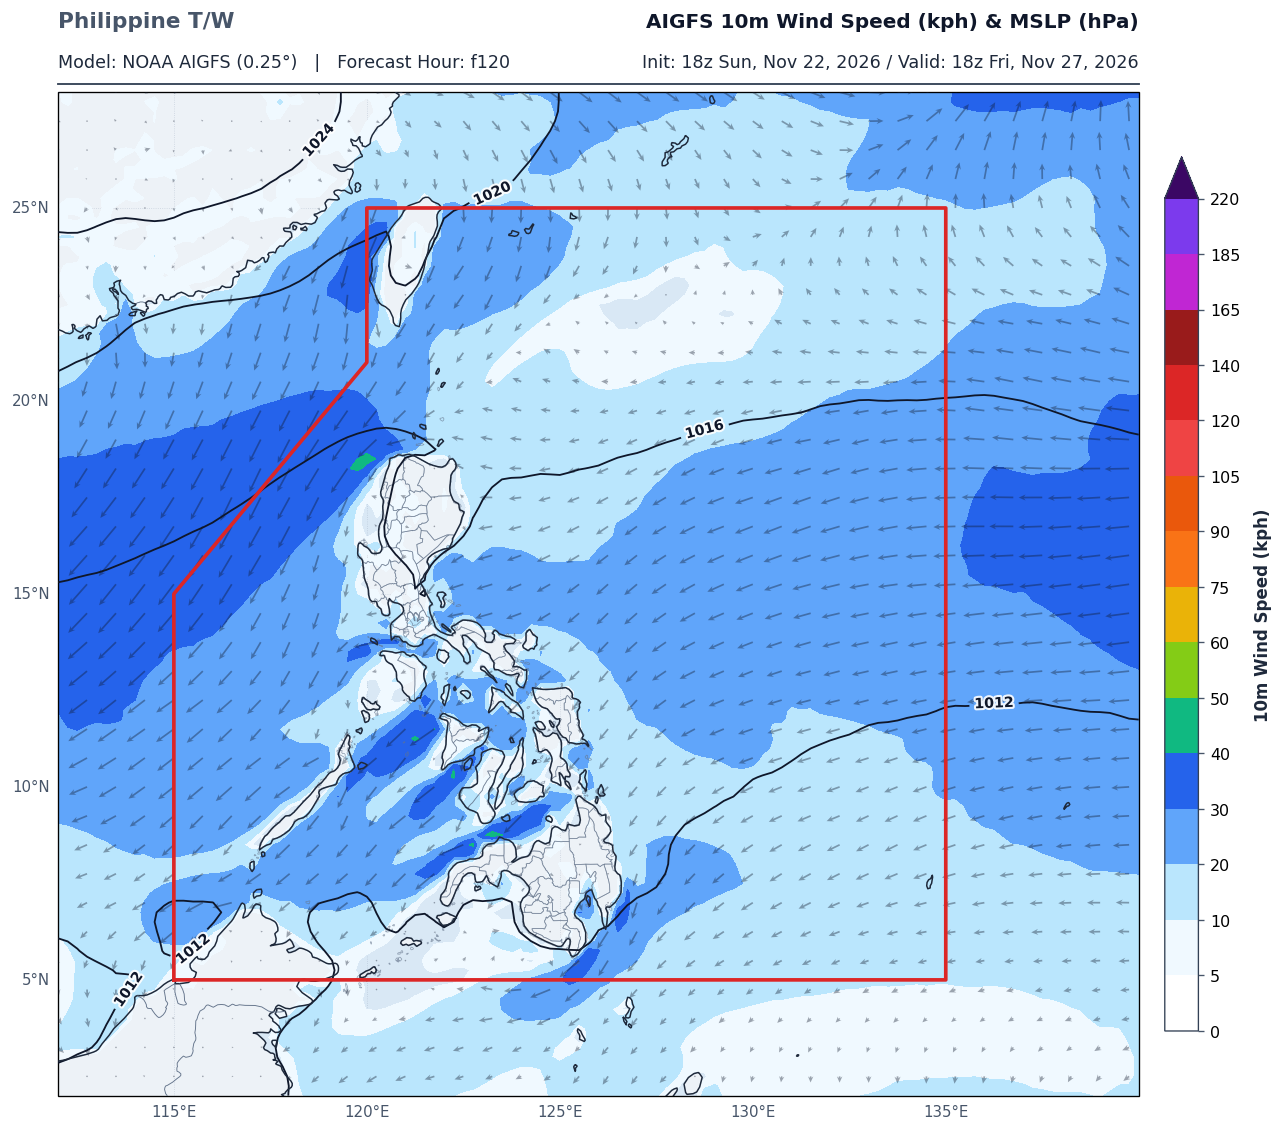 Philippine T/W
AIGFS 10m Wind Speed (kph) & MSLP (hPa)
Model: NOAA AIGFS (0.25°) | Forecast Hour: f120
Init: 18z Sun, Nov 22, 2026 / Valid: 18z Fri, Nov 27, 2026
1024
1020
1016
1012
1012
1012
25°N
20°N
15°N
10°N
5°N
115°E
120°E
125°E
130°E
135°E
220
185
165
140
120
105
90
75
60
50
40
30
20
10
5
0
10m Wind Speed (kph)